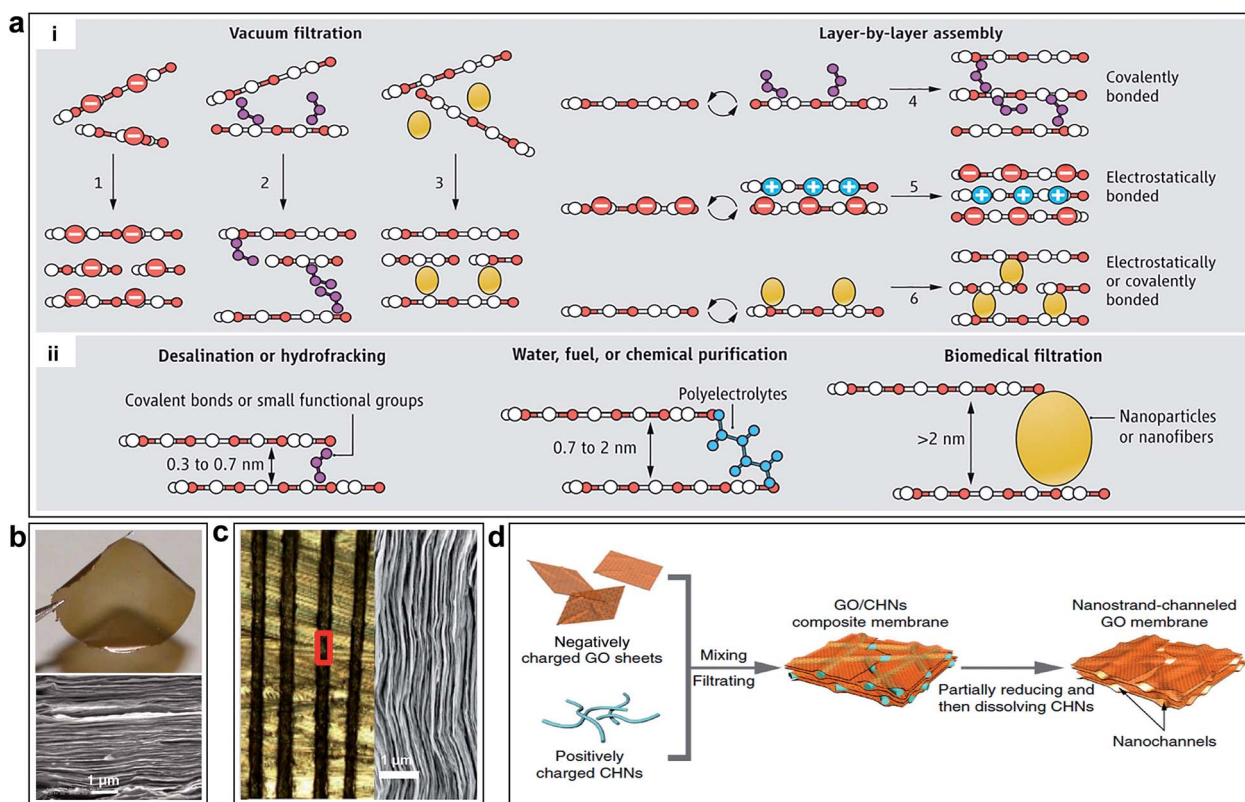 a
i
Vacuum filtration
Layer-by-layer assembly
1
2
3
4
Covalently
bonded
5
Electrostatically
bonded
6
Electrostatically
or covalently
bonded
ii
Desalination or hydrofracking
Covalent bonds or small functional groups
0.3 to 0.7 nm
Water, fuel, or chemical purification
Polyelectrolytes
0.7 to 2 nm
Biomedical filtration
>2 nm
Nanoparticles
or nanofibers
b
1 μm
c
1 μm
d
Negatively
charged GO sheets
Positively
charged CHNs
Mixing
Filtrating
GO/CHNs
composite membrane
Partially reducing and
then dissolving CHNs
Nanostrand-channeled
GO membrane
Nanochannels